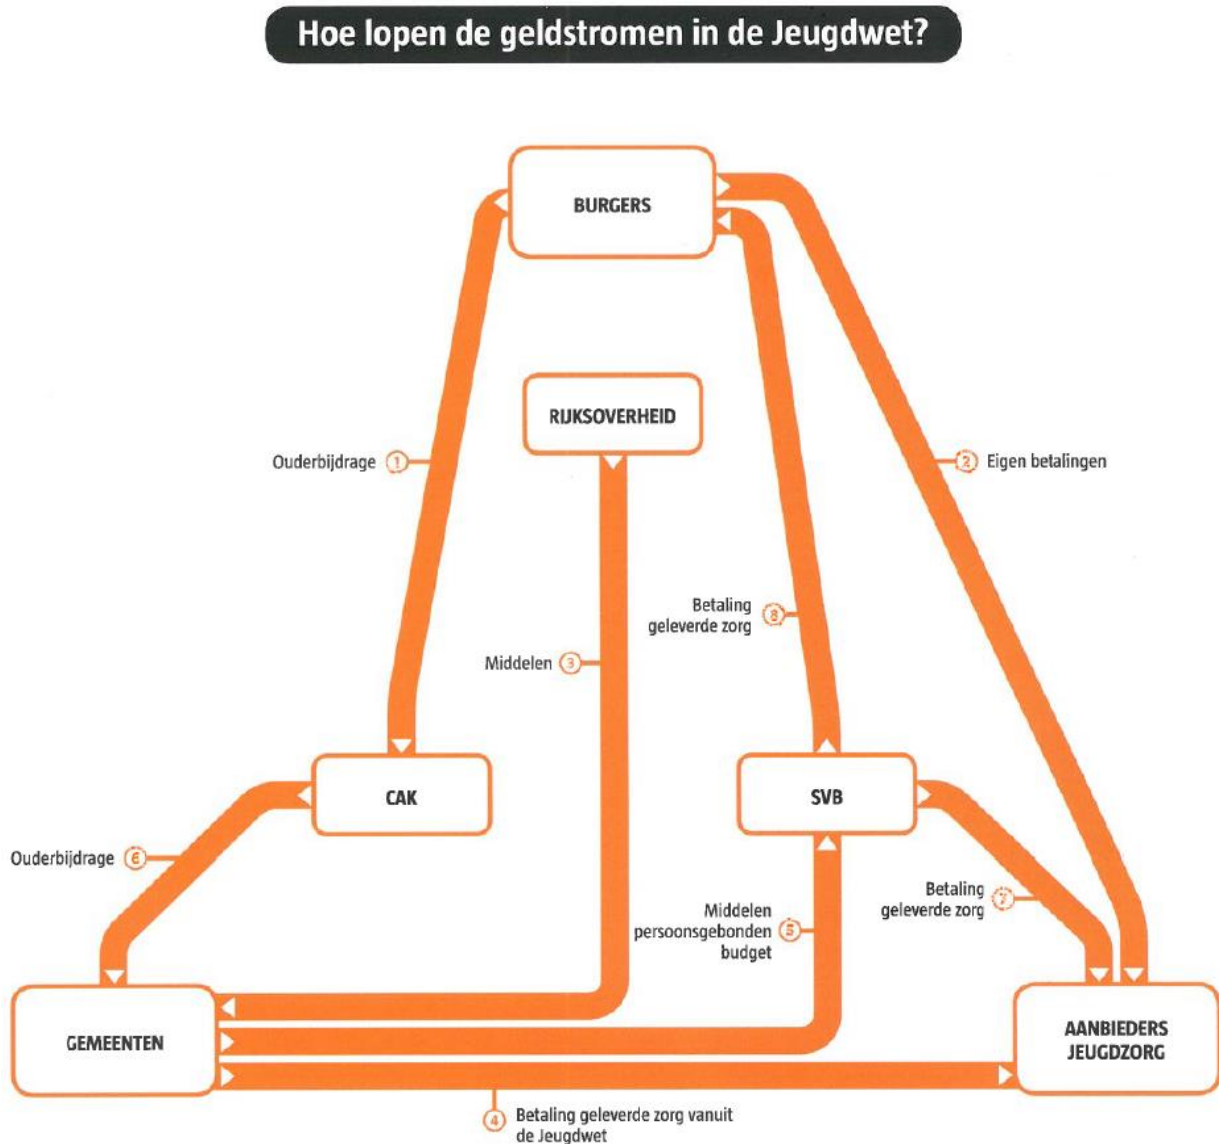 Hoe lopen de geldstromen in de Jeugdwet?
BURGERS
RIJKSOVERHEID
Ouderbijdrage 1
2 Eigen betalingen
Betaling
geleverde zorg 8
Middelen 3
CAK
SVB
Ouderbijdrage 6
Betaling
geleverde zorg 7
Middelen
persoonsgebonden
budget 5
GEMEENTEN
AANBIEDERS
JEUGDZORG
4 Betaling geleverde zorg vanuit
de Jeugdwet